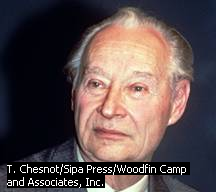 T. Chesnot/Sipa Press/Woodfin Camp
and Associates, Inc.